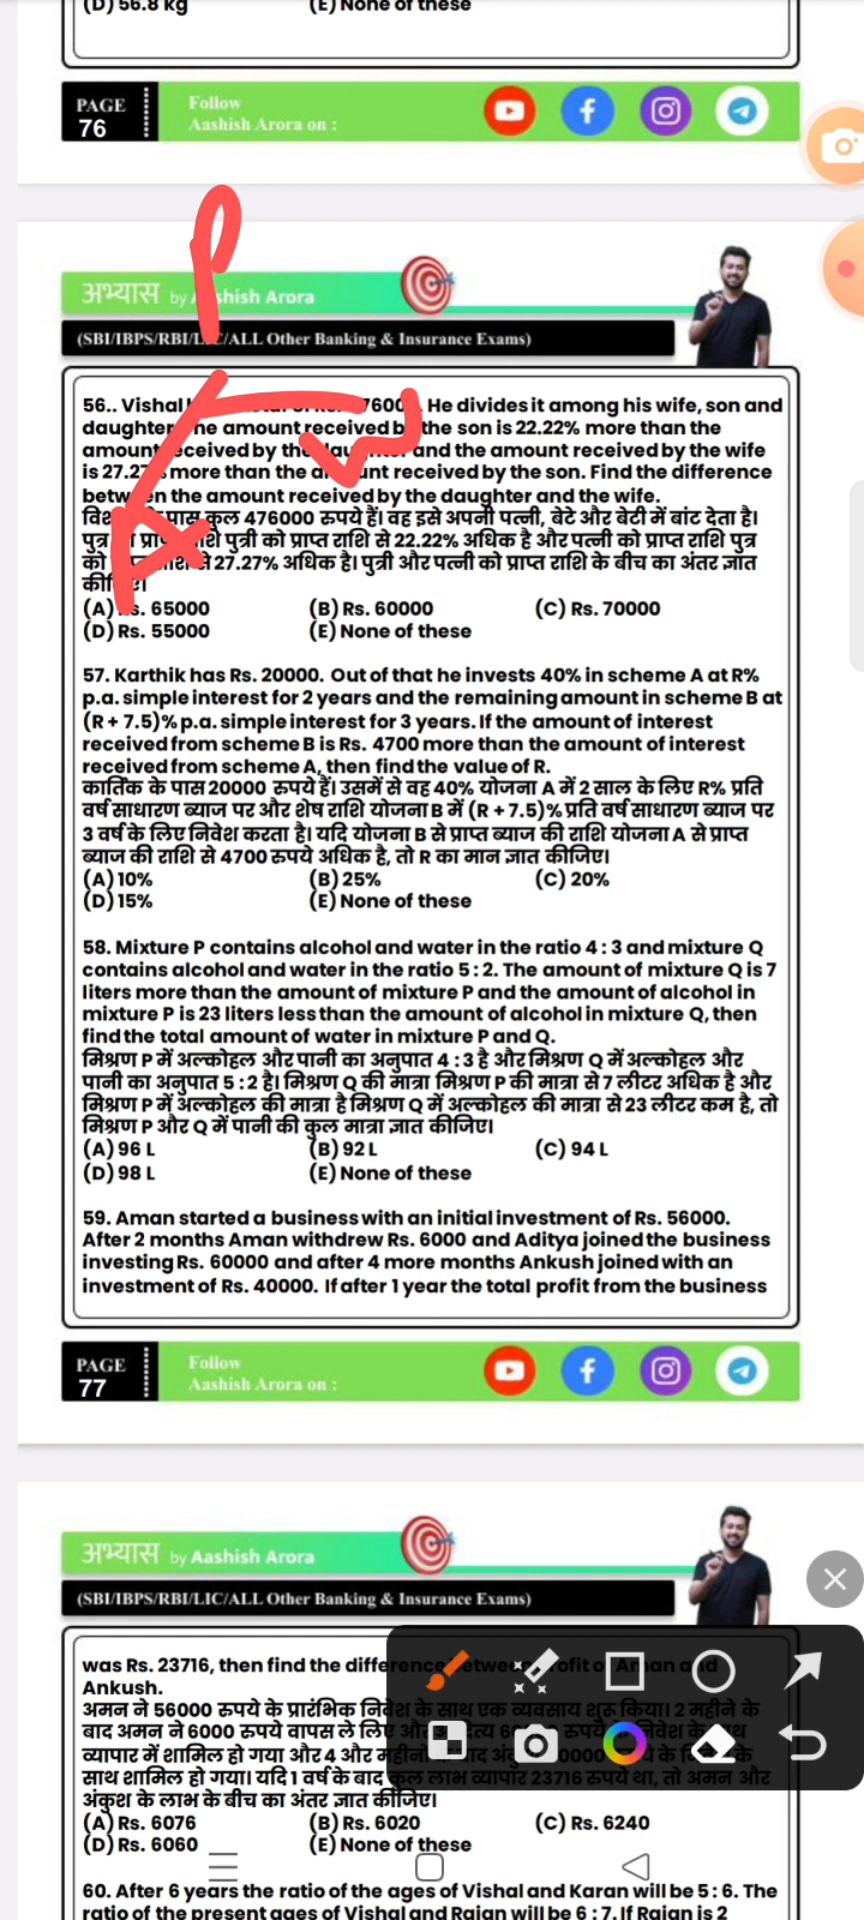 (D) 56.8 kg (E) None of these
PAGE
76
Follow
Aashish Arora on :
P
अभ्यास by shish Arora
(SBI/IBPS/RBI/L C/ALL Other Banking & Insurance Exams)
56.. Vishal 7600 . He divides it among his wife, son and
daughter he amount received b the son is 22.22% more than the
amount eceived by the and the amount received by the wife
is 27.27 more than the unt received by the son. Find the difference
betw n the amount received by the daughter and the wife.
पास कुल 476000 रुपये हैं। वह इसे अपनी पत्नी, बेटे और बेटी में बांट देता है।
पुत्र पुत्री को प्राप्त राशि से 22.22% अधिक है और पत्नी को प्राप्त राशि पुत्र
को से 27.27% अधिक है। पुत्री और पत्नी को प्राप्त राशि के बीच का अंतर ज्ञात
(A) s. 65000 (B) Rs. 60000 (C) Rs. 70000
(D) Rs. 55000 (E) None of these
57. Karthik has Rs. 20000. Out of that he invests 40% in scheme A at R%
p.a. simple interest for 2 years and the remaining amount in scheme B at
(R + 7.5)% p.a. simple interest for 3 years. If the amount of interest
received from scheme B is Rs. 4700 more than the amount of interest
received from scheme A, then find the value of R.
कार्तिक के पास 20000 रुपये हैं। उसमें से वह 40% योजना A में 2 साल के लिए R% प्रति
वर्ष साधारण ब्याज पर और शेष राशि योजना B में (R + 7.5)% प्रति वर्ष साधारण ब्याज पर
3 वर्ष के लिए निवेश करता है। यदि योजना B से प्राप्त ब्याज की राशि योजना A से प्राप्त
ब्याज की राशि से 4700 रुपये अधिक है, तो R का मान ज्ञात कीजिए।
(A) 10% (B) 25% (C) 20%
(D) 15% (E) None of these
58. Mixture P contains alcohol and water in the ratio 4 : 3 and mixture Q
contains alcohol and water in the ratio 5 : 2. The amount of mixture Q is 7
liters more than the amount of mixture P and the amount of alcohol in
mixture P is 23 liters less than the amount of alcohol in mixture Q, then
find the total amount of water in mixture P and Q.
मिश्रण P में अल्कोहल और पानी का अनुपात 4 : 3 है और मिश्रण Q में अल्कोहल और
पानी का अनुपात 5 : 2 है। मिश्रण Q की मात्रा मिश्रण P की मात्रा से 7 लीटर अधिक है और
मिश्रण P में अल्कोहल की मात्रा है मिश्रण Q में अल्कोहल की मात्रा से 23 लीटर कम है, तो
मिश्रण P और Q में पानी की कुल मात्रा ज्ञात कीजिए।
(A) 96 L (B) 92 L (C) 94 L
(D) 98 L (E) None of these
59. Aman started a business with an initial investment of Rs. 56000.
After 2 months Aman withdrew Rs. 6000 and Aditya joined the business
investing Rs. 60000 and after 4 more months Ankush joined with an
investment of Rs. 40000. If after 1 year the total profit from the business
PAGE
77
Follow
Aashish Arora on :
अभ्यास by Aashish Arora
(SBI/IBPS/RBI/LIC/ALL Other Banking & Insurance Exams)
was Rs. 23716, then find the difference between profit of Aman and
Ankush.
अमन ने 56000 रुपये के प्रारंभिक निवेश के साथ एक व्यवसाय शुरू किया। 2 महीने के
बाद अमन ने 6000 रुपये वापस ले लिए रुपये निवेश के
व्यापार में शामिल हो गया और 4 और के
साथ शामिल हो गया। यदि 1 वर्ष के बाद कुल लाभ व्यापार 23716 रुपये था, तो अमन और
अंकुश के लाभ के बीच का अंतर ज्ञात कीजिए।
(A) Rs. 6076 (B) Rs. 6020 (C) Rs. 6240
(D) Rs. 6060 (E) None of these
60. After 6 years the ratio of the ages of Vishal and Karan will be 5 : 6. The
ratio of the present ages of Vishal and Rajan will be 6 : 7. If Rajan is 2